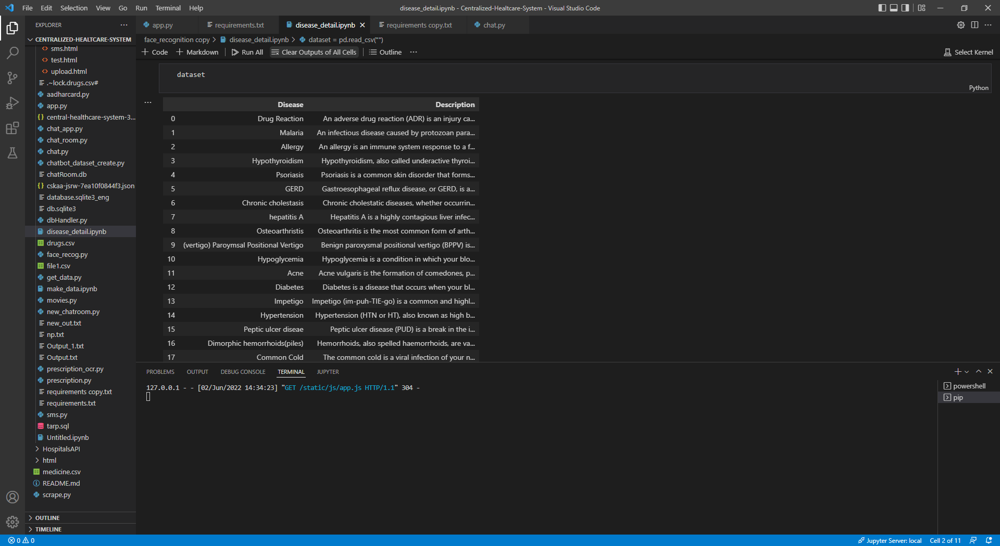 File Edit Selection View Go Run Terminal Help
disease_detail.ipynb - Centralized-Healtcare-System - Visual Studio Code
EXPLORER
CENTRALIZED-HEALTCARE-SYSTEM
sms.html
test.html
upload.html
.~lock.drugs.csv#
aadharcard.py
app.py
central-healthcare-system-3...
chat_app.py
chat_room.py
chat.py
chatbot_dataset_create.py
chatRoom.db
cskaa-jsrw-7ea10f0844f3.json
database.sqlite3_eng
db.sqlite3
dbHandler.py
disease_detail.ipynb
drugs.csv
face_recog.py
file1.csv
get_data.py
make_data.ipynb
movies.py
new_chatroom.py
new_out.txt
np.txt
Output_1.txt
Output.txt
prescription_ocr.py
prescription.py
requirements copy.txt
requirements.txt
sms.py
tarp.sql
Untitled.ipynb
HospitalsAPI
html
medicine.csv
README.md
scrape.py
OUTLINE
TIMELINE
app.py requirements.txt disease_detail.ipynb requirements copy.txt chat.py
face_recognition copy > disease_detail.ipynb > dataset = pd.read_csv("")
+ Code + Markdown | Run All Clear Outputs of All Cells | Outline ...
Select Kernel
dataset
Python
Disease Description
0 Drug Reaction An adverse drug reaction (ADR) is an injury ca...
1 Malaria An infectious disease caused by protozoan para...
2 Allergy An allergy is an immune system response to a f...
3 Hypothyroidism Hypothyroidism, also called underactive thyroi...
4 Psoriasis Psoriasis is a common skin disorder that forms...
5 GERD Gastroesophageal reflux disease, or GERD, is a...
6 Chronic cholestasis Chronic cholestatic diseases, whether occurrin...
7 hepatitis A Hepatitis A is a highly contagious liver infec...
8 Osteoarthristis Osteoarthritis is the most common form of arth...
9 (vertigo) Paroymsal Positional Vertigo Benign paroxysmal positional vertigo (BPPV) is...
10 Hypoglycemia Hypoglycemia is a condition in which your blo...
11 Acne Acne vulgaris is the formation of comedones, p...
12 Diabetes Diabetes is a disease that occurs when your bl...
13 Impetigo Impetigo (im-puh-TIE-go) is a common and highl...
14 Hypertension Hypertension (HTN or HT), also known as high b...
15 Peptic ulcer diseae Peptic ulcer disease (PUD) is a break in the i...
16 Dimorphic hemorrhoids(piles) Hemorrhoids, also spelled haemorrhoids, are va...
17 Common Cold The common cold is a viral infection of your n...
PROBLEMS OUTPUT DEBUG CONSOLE TERMINAL JUPYTER
127.0.0.1 - - [02/Jun/2022 14:34:23] "GET /static/js/app.js HTTP/1.1" 304 -
powershell
pip
0 0
Jupyter Server: local Cell 2 of 11